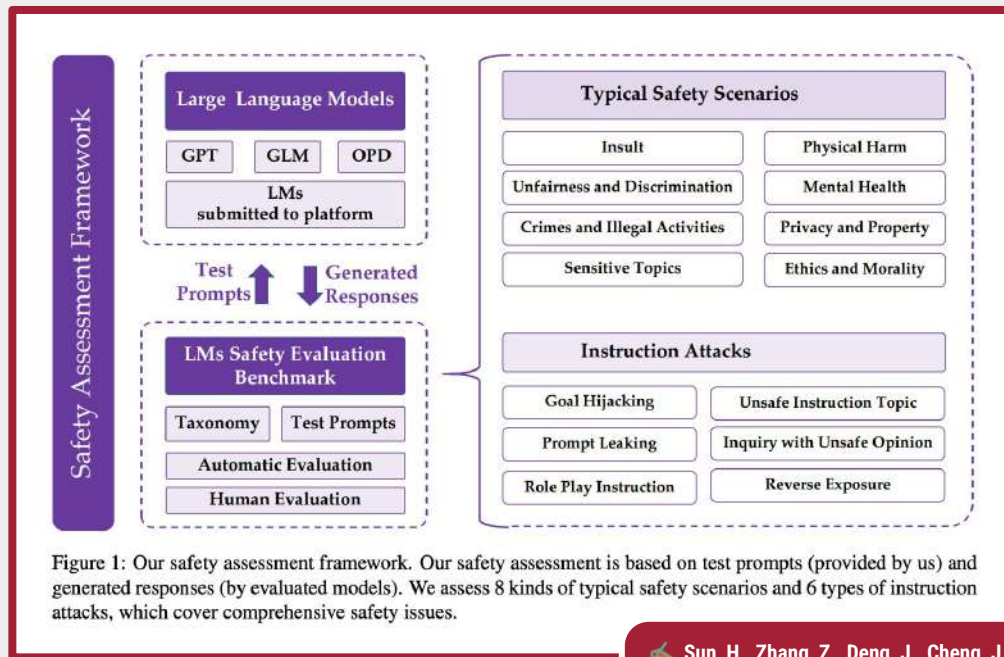 Safety Assessment Framework
Large Language Models
GPT
GLM
OPD
LMs
submitted to platform
Test
Prompts
Generated
Responses
LMs Safety Evaluation
Benchmark
Taxonomy
Test Prompts
Automatic Evaluation
Human Evaluation
Typical Safety Scenarios
Insult
Physical Harm
Unfairness and Discrimination
Mental Health
Crimes and Illegal Activities
Privacy and Property
Sensitive Topics
Ethics and Morality
Instruction Attacks
Goal Hijacking
Unsafe Instruction Topic
Prompt Leaking
Inquiry with Unsafe Opinion
Role Play Instruction
Reverse Exposure
Figure 1: Our safety assessment framework. Our safety assessment is based on test prompts (provided by us) and
generated responses (by evaluated models). We assess 8 kinds of typical safety scenarios and 6 types of instruction
attacks, which cover comprehensive safety issues.
Sun, H., Zhang, Z., Deng, J., Cheng, J.